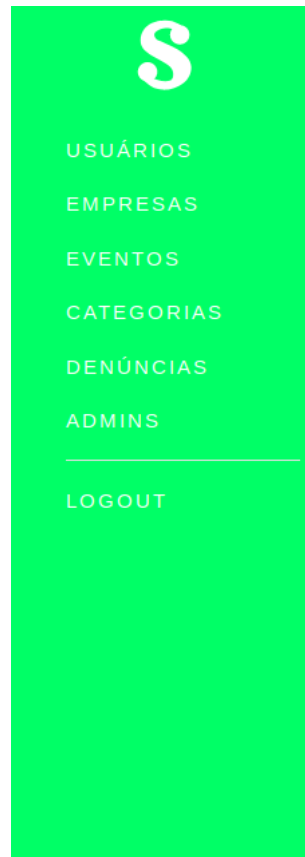 S
USUÁRIOS
EMPRESAS
EVENTOS
CATEGORIAS
DENÚNCIAS
ADMINS
LOGOUT